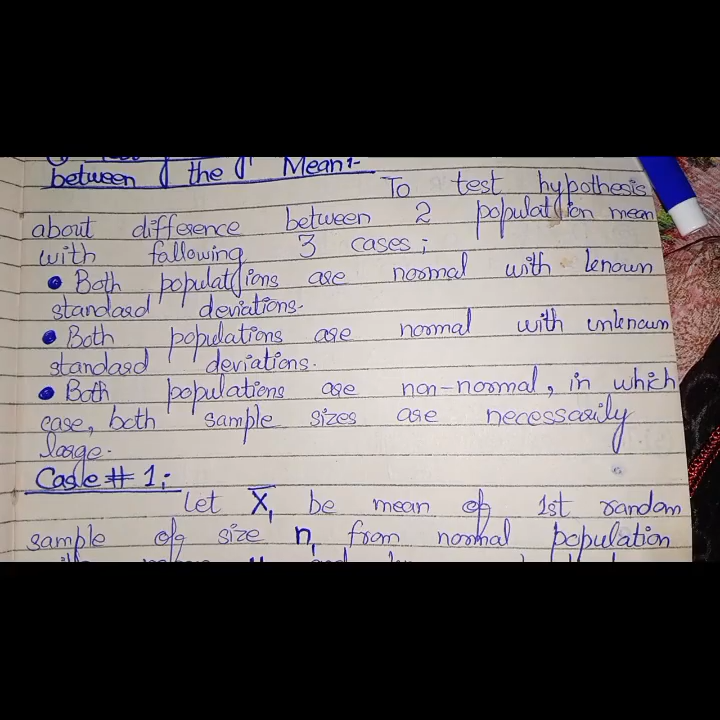 between the Mean:-
To test hypothesis
about difference between 2 population mean
with following 3 cases;
• Both populations are normal with known
standard deviations.
• Both populations are normal with unknown
standard deviations.
• Both populations are non-normal, in which
case, both sample sizes are necessarily
large.
Case # 1;
Let X̄₁ be mean of 1st random
sample of size n₁ from normal population